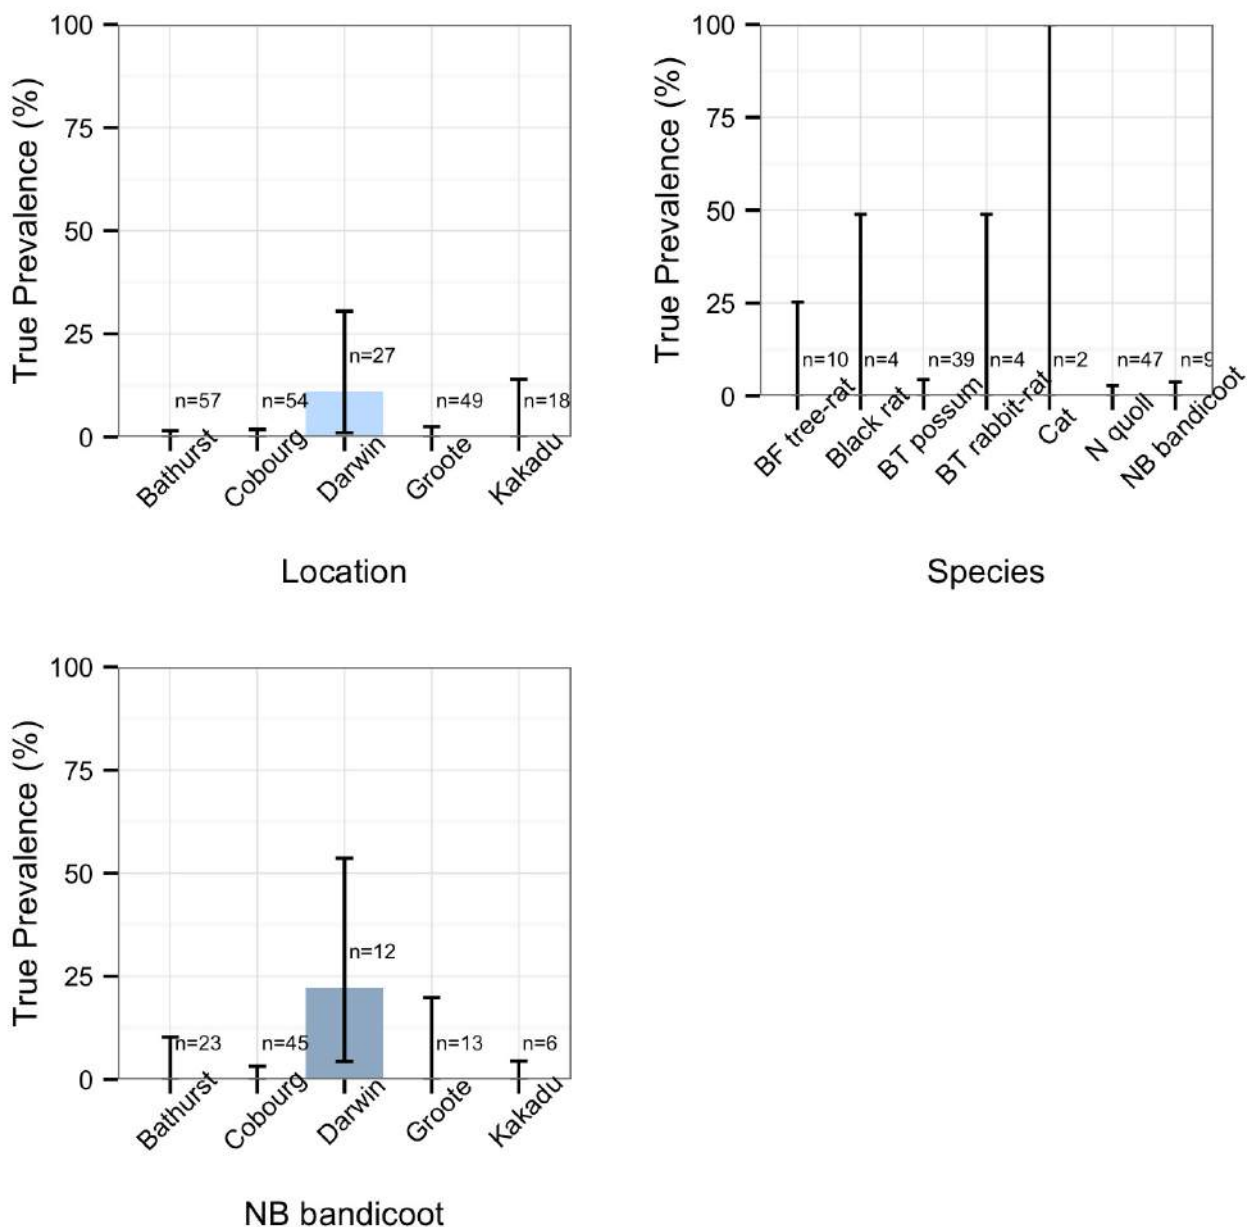 True Prevalence (%)
100
75
50
25
0
n=57
n=54
n=27
n=49
n=18
Bathurst
Cobourg
Darwin
Groote
Kakadu
Location
True Prevalence (%)
100
75
50
25
0
n=10
n=4
n=39
n=4
n=2
n=47
n=9
BF tree-rat
Black rat
BT possum
BT rabbit-rat
Cat
N quoll
NB bandicoot
Species
True Prevalence (%)
100
75
50
25
0
n=23
n=45
n=12
n=13
n=6
Bathurst
Cobourg
Darwin
Groote
Kakadu
NB bandicoot